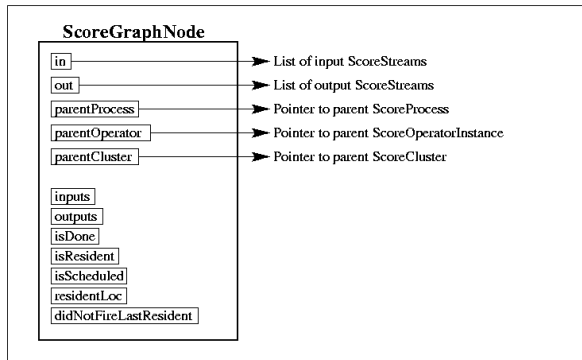 ScoreGraphNode
in List of input ScoreStreams
out List of output ScoreStreams
parentProcess Pointer to parent ScoreProcess
parentOperator Pointer to parent ScoreOperatorInstance
parentCluster Pointer to parent ScoreCluster
inputs
outputs
isDone
isResident
isScheduled
residentLoc
didNotFireLastResident